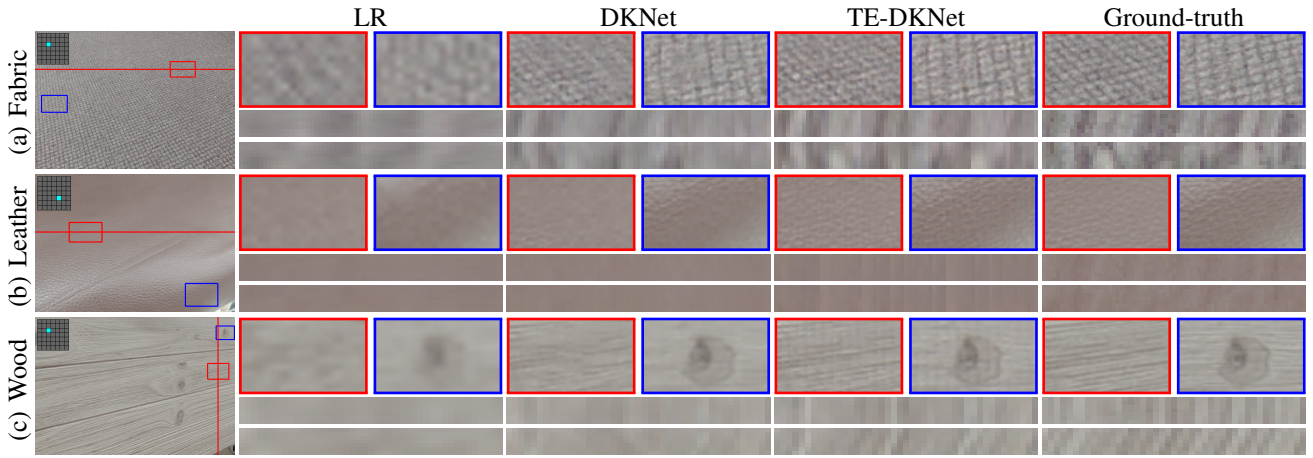 LR DKNet TE-DKNet Ground-truth
(a) Fabric
(b) Leather
(c) Wood